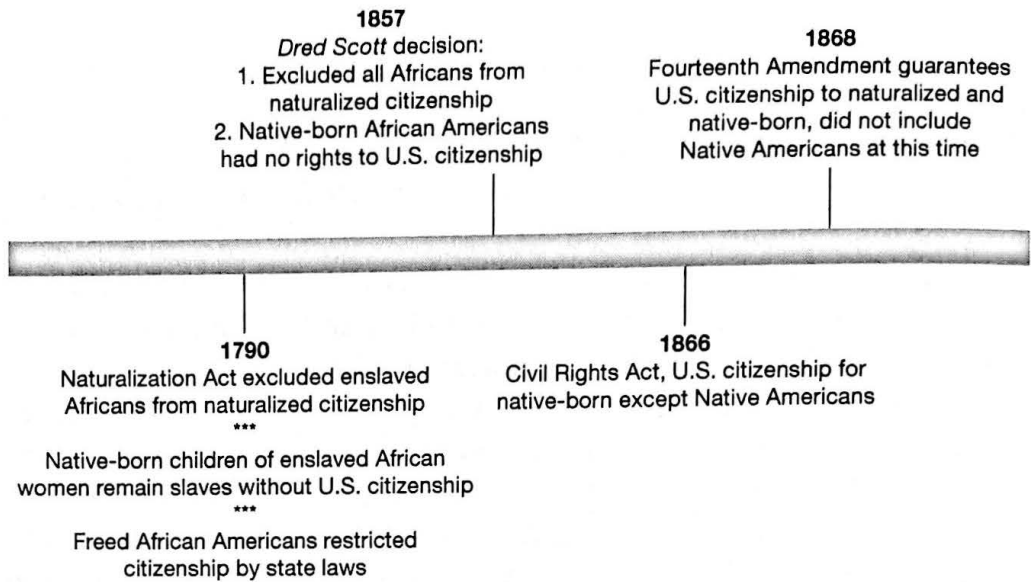 1857
Dred Scott decision:
1. Excluded all Africans from
naturalized citizenship
2. Native-born African Americans
had no rights to U.S. citizenship
1868
Fourteenth Amendment guarantees
U.S. citizenship to naturalized and
native-born, did not include
Native Americans at this time
1790
Naturalization Act excluded enslaved
Africans from naturalized citizenship
***
Native-born children of enslaved African
women remain slaves without U.S. citizenship
***
Freed African Americans restricted
citizenship by state laws
1866
Civil Rights Act, U.S. citizenship for
native-born except Native Americans